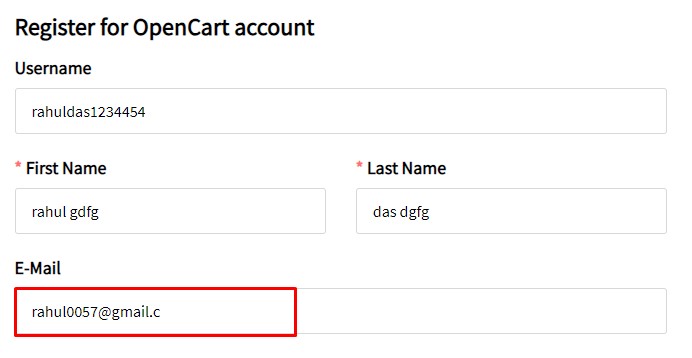 Register for OpenCart account
Username
rahuldas1234454
* First Name * Last Name
rahul gdfg das dgfg
E-Mail
rahul0057@gmail.c